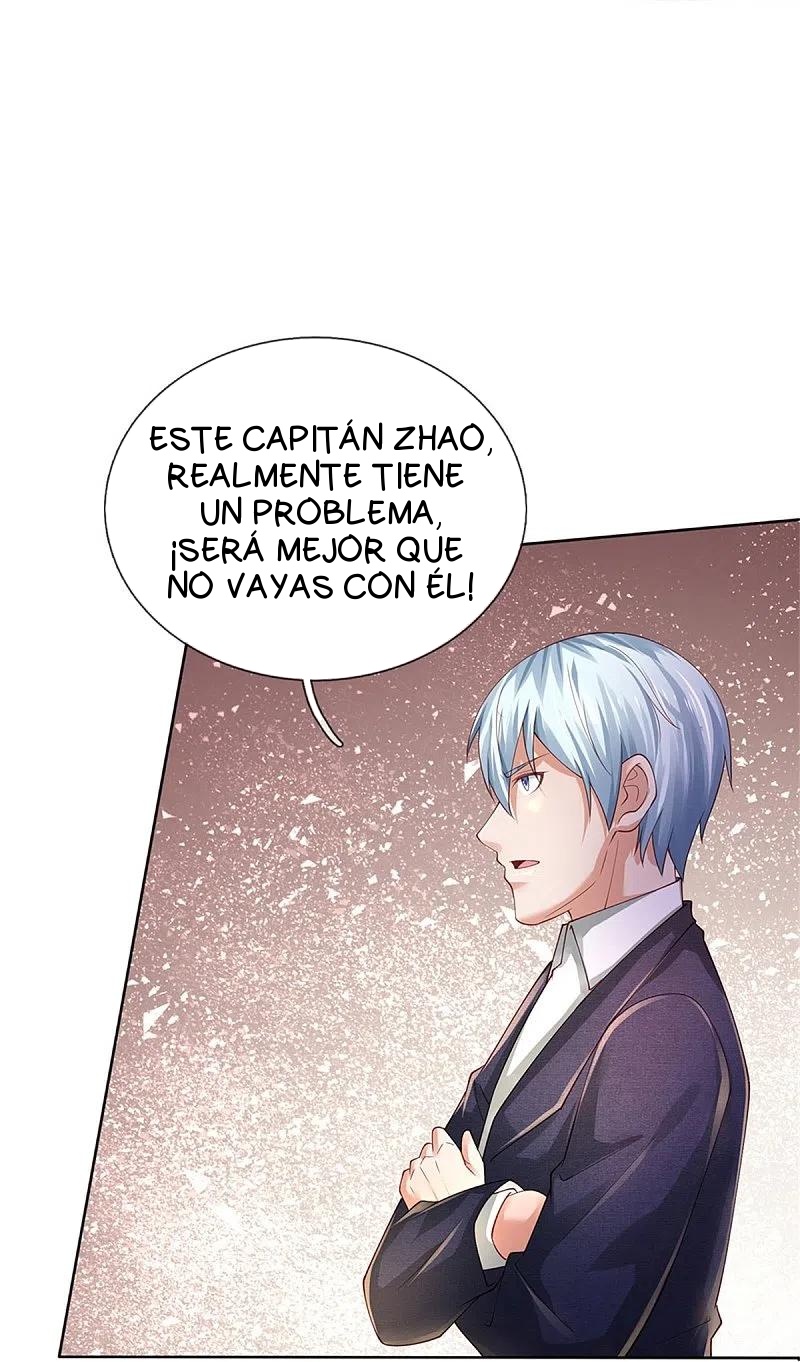 ESTE CAPITÁN ZHAO,
REALMENTE TIENE
UN PROBLEMA,
¡SERÁ MEJOR QUE
NO VAYAS CON ÉL!